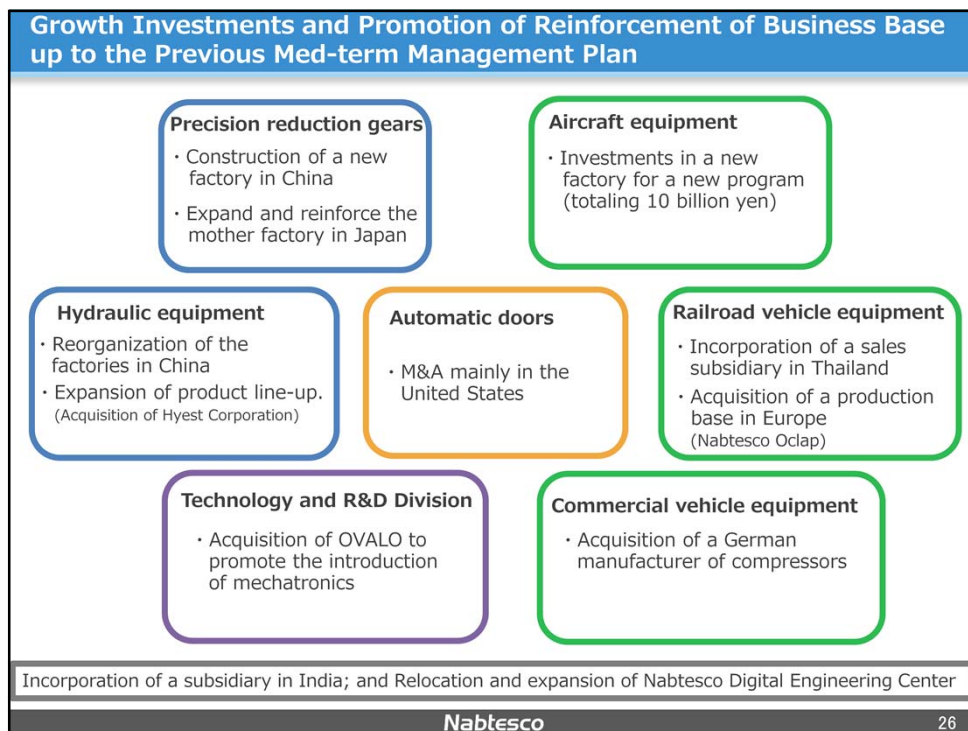 Growth Investments and Promotion of Reinforcement of Business Base
up to the Previous Med-term Management Plan
Precision reduction gears
・Construction of a new
factory in China
・Expand and reinforce the
mother factory in Japan
Aircraft equipment
・Investments in a new
factory for a new program
(totaling 10 billion yen)
Hydraulic equipment
・Reorganization of the
factories in China
・Expansion of product line-up.
(Acquisition of Hyest Corporation)
Automatic doors
・M&A mainly in the
United States
Railroad vehicle equipment
・Incorporation of a sales
subsidiary in Thailand
・Acquisition of a production
base in Europe
(Nabtesco Oclap)
Technology and R&D Division
・Acquisition of OVALO to
promote the introduction
of mechatronics
Commercial vehicle equipment
・Acquisition of a German
manufacturer of compressors
Incorporation of a subsidiary in India; and Relocation and expansion of Nabtesco Digital Engineering Center
Nabtesco
26